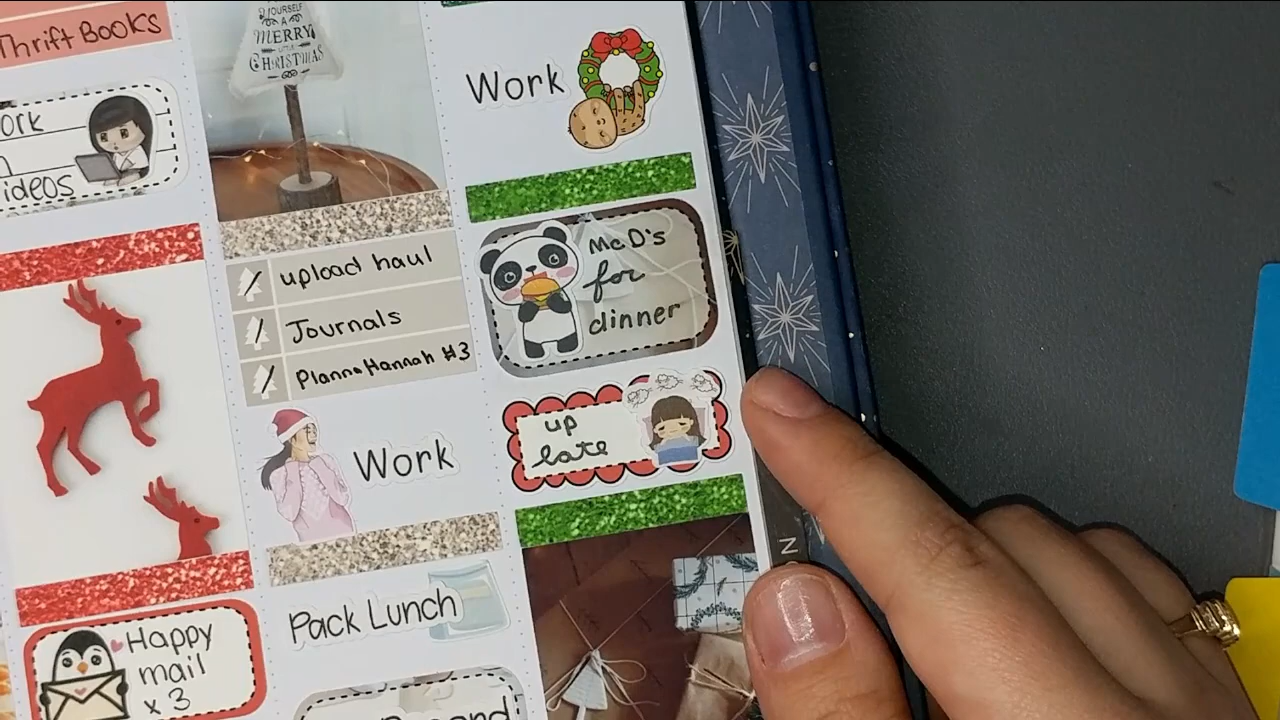 Thrift Books
ork
ideos
Happy
mail
x 3
YOURSELF
A
MERRY
LITTLE
CHRISTMAS
upload haul
Journals
PlannaHannah #3
Work
Pack Lunch
Work
McD's
for
dinner
up
late
N